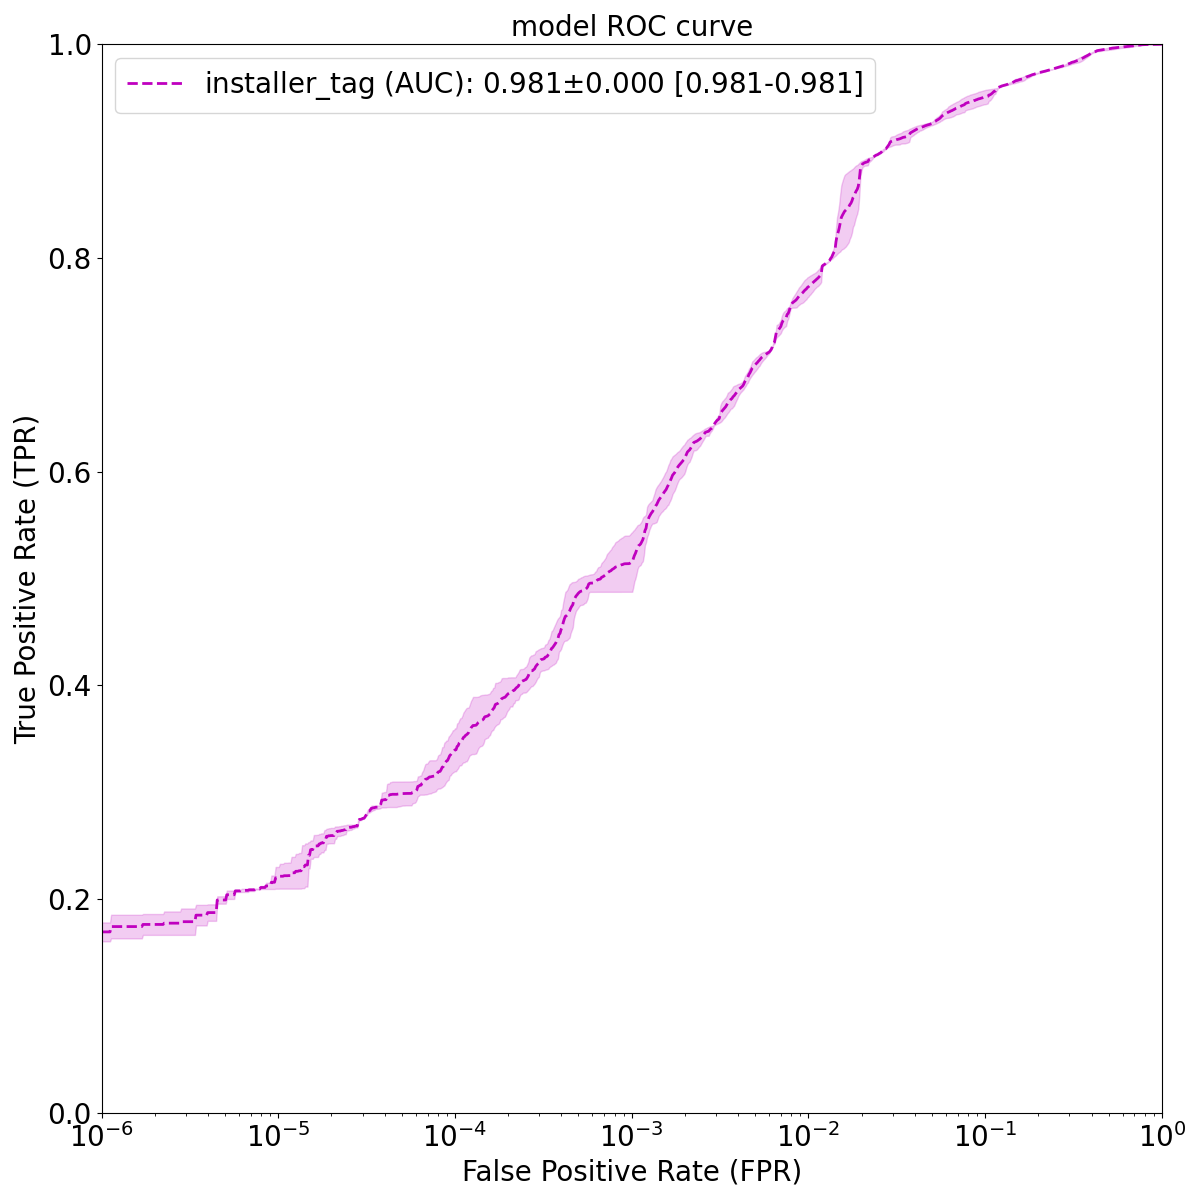 model ROC curve
installer_tag (AUC): 0.981±0.000 [0.981-0.981]
True Positive Rate (TPR)
1.0
0.8
0.6
0.4
0.2
0.0
10⁻⁶ 10⁻⁵ 10⁻⁴ 10⁻³ 10⁻² 10⁻¹ 10⁰
False Positive Rate (FPR)